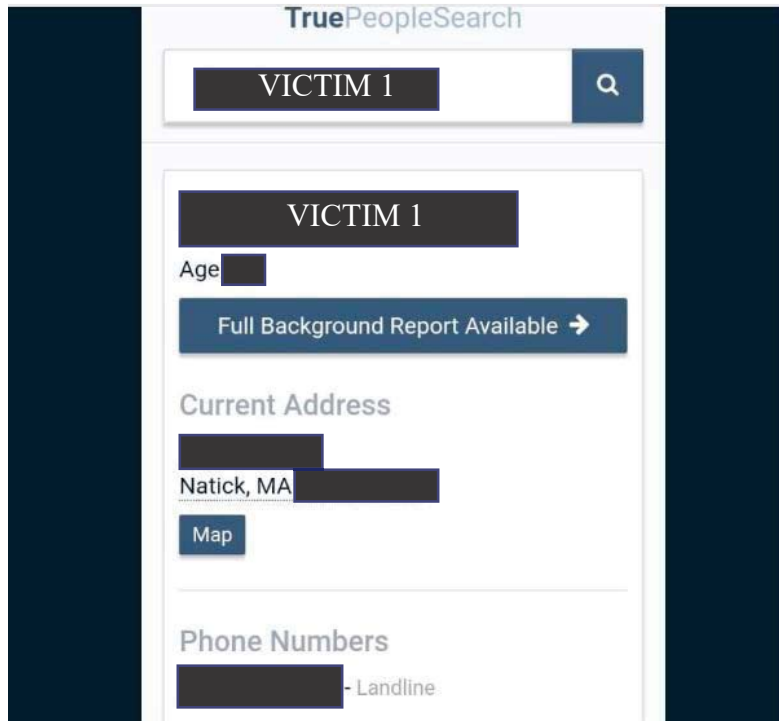 TruePeopleSearch
VICTIM 1
VICTIM 1
Age
Full Background Report Available
Current Address
Natick, MA
Map
Phone Numbers
- Landline